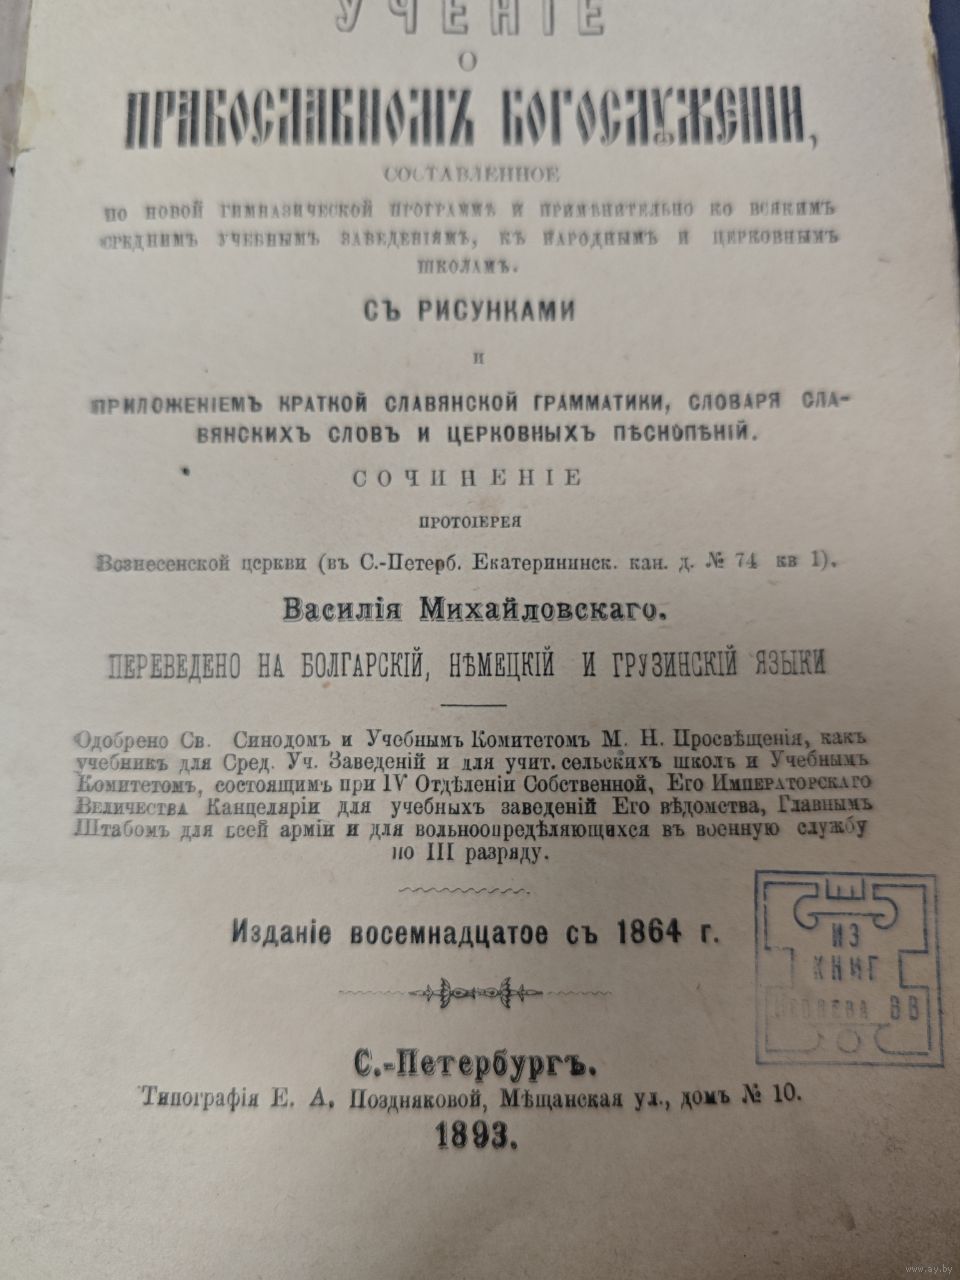 УЧЕНІЕ
О
ПРАВОСЛАВНОМЪ БОГОСЛУЖЕНІИ,
СОСТАВЛЕННОЕ
ПО НОВОЙ ГИМНАЗИЧЕСКОЙ ПРОГРАММѢ И ПРИМѢНИТЕЛЬНО КО ВСЯКИМЪ
СРЕДНИМЪ УЧЕБНЫМЪ ЗАВЕДЕНІЯМЪ, КЪ НАРОДНЫМЪ И ЦЕРКОВНЫМЪ
ШКОЛАМЪ.
СЪ РИСУНКАМИ
И
ПРИЛОЖЕНІЕМЪ КРАТКОЙ СЛАВЯНСКОЙ ГРАММАТИКИ, СЛОВАРЯ СЛА-
ВЯНСКИХЪ СЛОВЪ И ЦЕРКОВНЫХЪ ПѢСНОПѢНІЙ.
СОЧИНЕНІЕ
ПРОТОІЕРЕЯ
Вознесенской церкви (въ С.-Петерб. Екатерининск. кан. д. № 74 кв 1).
Василія Михайловскаго.
ПЕРЕВЕДЕНО НА БОЛГАРСКІЙ, НѢМЕЦКІЙ И ГРУЗИНСКІЙ ЯЗЫКИ
Одобрено Св. Синодомъ и Учебнымъ Комитетомъ М. Н. Просвѣщенія, какъ
учебникъ для Сред. Уч. Заведеній и для учит. сельскихъ школъ и Учебнымъ
Комитетомъ, состоящимъ при IV Отдѣленіи Собственной, Его Императорскаго
Величества Канцеляріи для учебныхъ заведеній Его вѣдомства, Главнымъ
Штабомъ для всей арміи и для вольноопредѣляющихся въ военную службу
по III разряду.
Изданіе восемнадцатое съ 1864 г.
ИЗ
КНИГ
ВВ
С.-Петербургъ.
Типографія Е. А. Поздняковой, Мѣщанская ул., домъ № 10.
1893.
www.ay.by